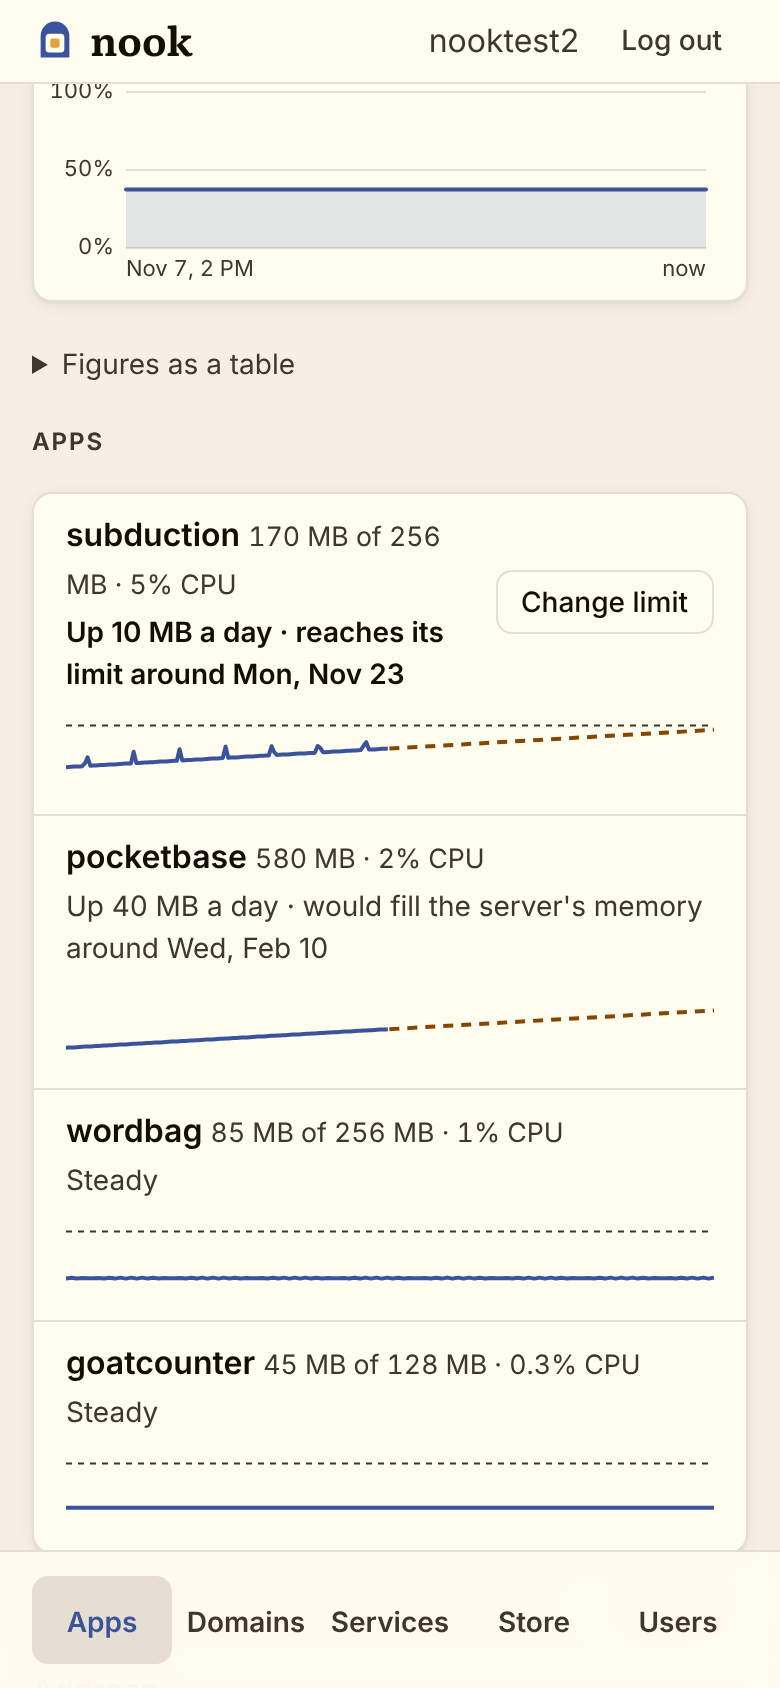 nook
nooktest2
Log out
100%
50%
0%
Nov 7, 2 PM
now
Figures as a table
APPS
subduction 170 MB of 256
MB · 5% CPU
Up 10 MB a day · reaches its
limit around Mon, Nov 23
Change limit
pocketbase 580 MB · 2% CPU
Up 40 MB a day · would fill the server's memory
around Wed, Feb 10
wordbag 85 MB of 256 MB · 1% CPU
Steady
goatcounter 45 MB of 128 MB · 0.3% CPU
Steady
Apps
Domains
Services
Store
Users